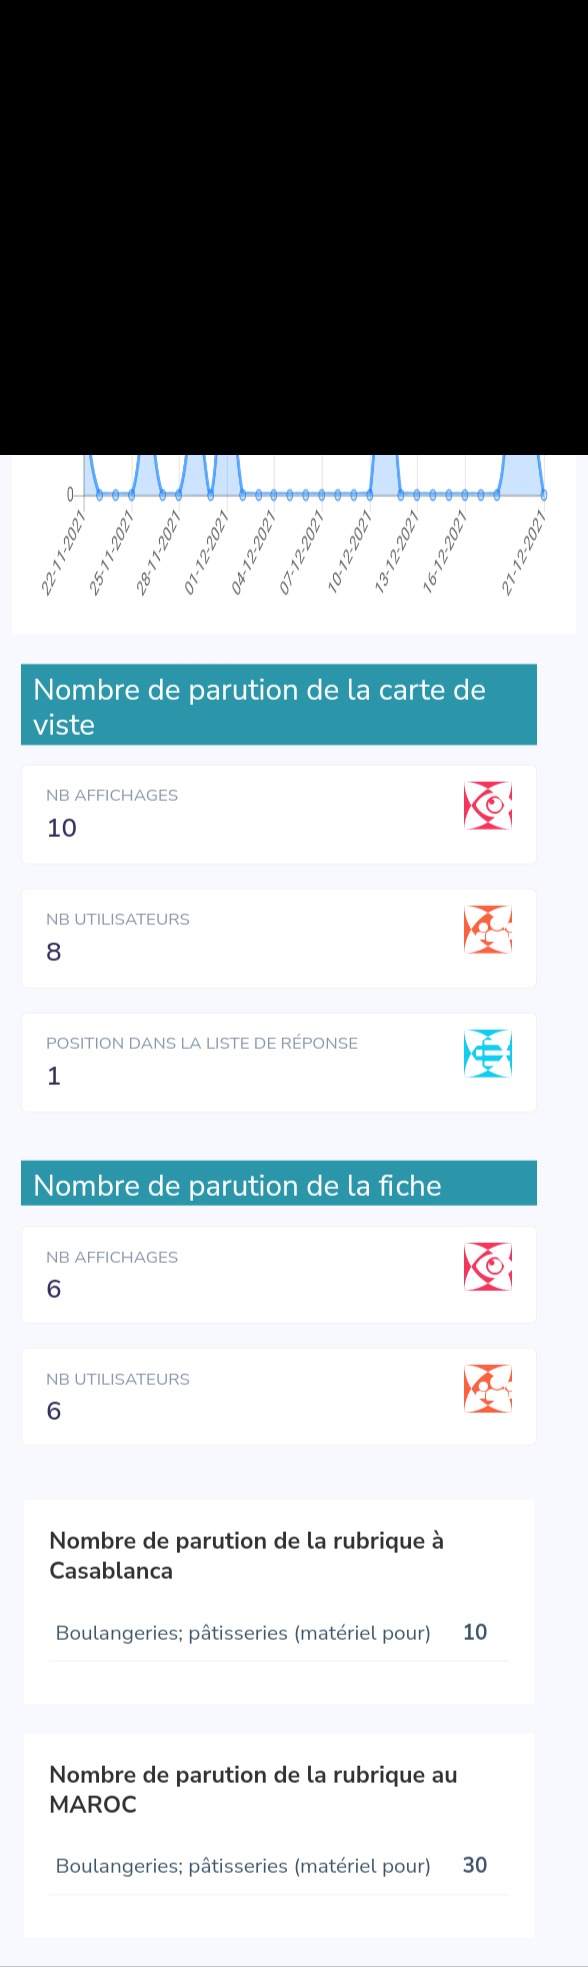 0
22-11-2021
25-11-2021
28-11-2021
01-12-2021
04-12-2021
07-12-2021
10-12-2021
13-12-2021
16-12-2021
21-12-2021
Nombre de parution de la carte de
viste
NB AFFICHAGES
10
NB UTILISATEURS
8
POSITION DANS LA LISTE DE RÉPONSE
1
Nombre de parution de la fiche
NB AFFICHAGES
6
NB UTILISATEURS
6
Nombre de parution de la rubrique à
Casablanca
Boulangeries; pâtisseries (matériel pour) 10
Nombre de parution de la rubrique au
MAROC
Boulangeries; pâtisseries (matériel pour) 30